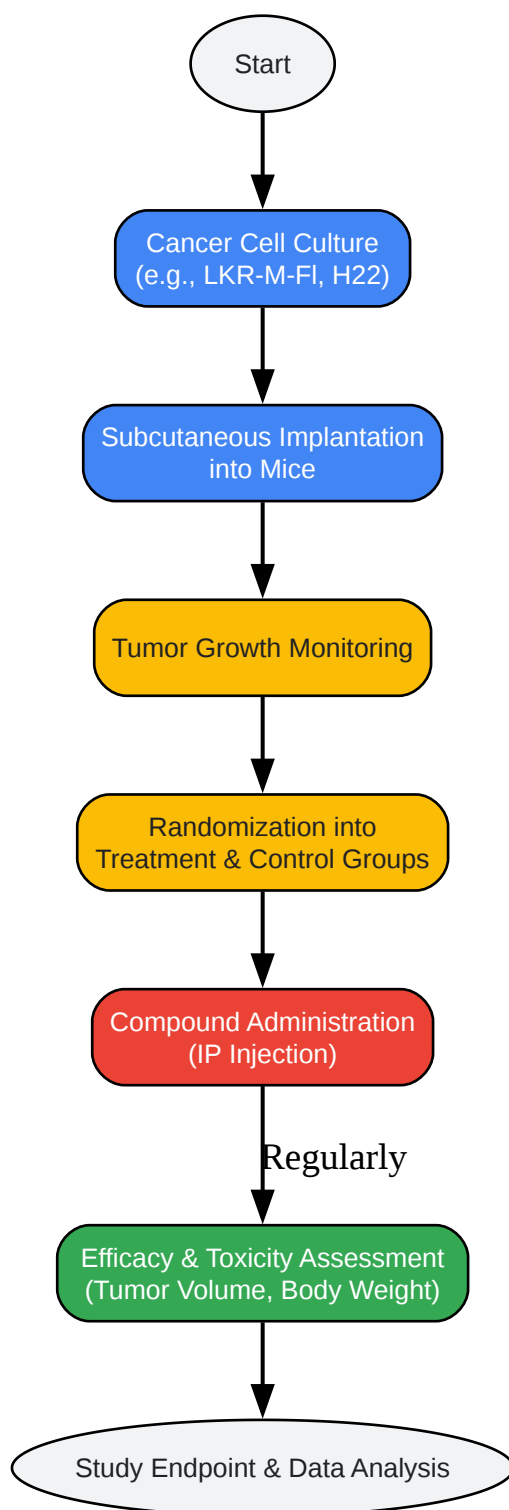 Start
Cancer Cell Culture
(e.g., LKR-M-Fl, H22)
Subcutaneous Implantation
into Mice
Tumor Growth Monitoring
Randomization into
Treatment & Control Groups
Compound Administration
(IP Injection)
Regularly
Efficacy & Toxicity Assessment
(Tumor Volume, Body Weight)
Study Endpoint & Data Analysis